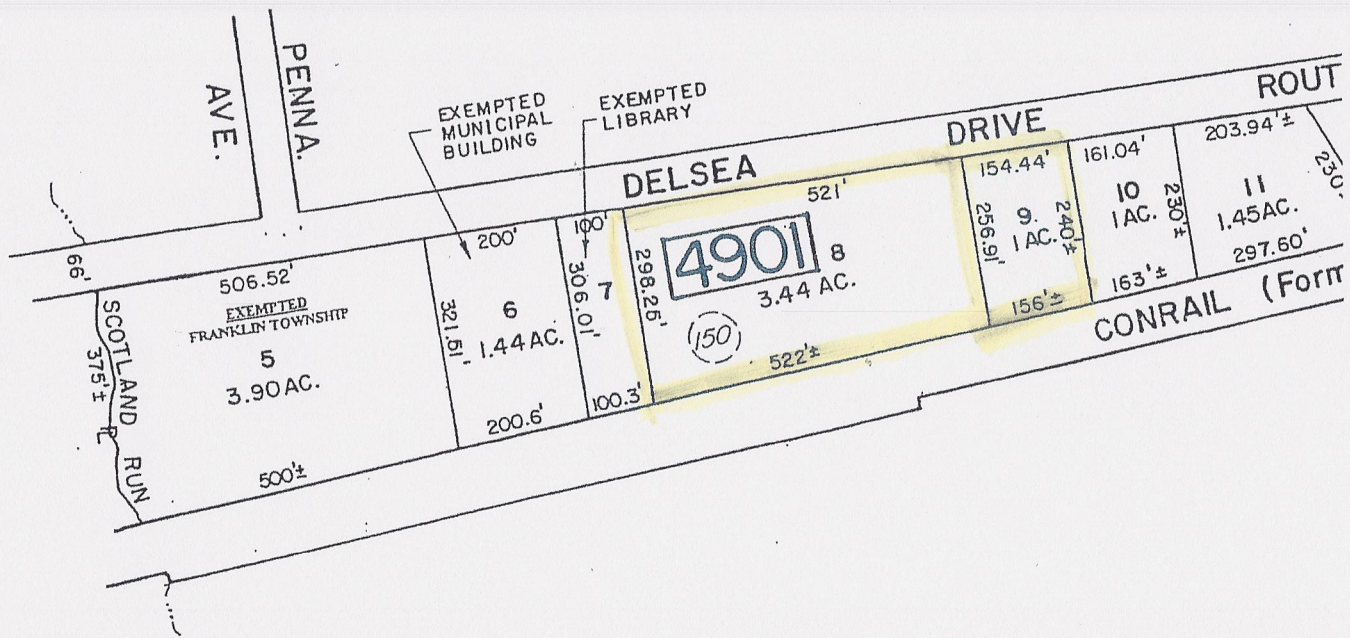 PENNA.
AVE.
EXEMPTED
MUNICIPAL
BUILDING
EXEMPTED
LIBRARY
DELSEA
DRIVE
ROUT
66'
506.52'
EXEMPTED
FRANKLIN TOWNSHIP
5
3.90 AC.
SCOTLAND
RUN
375'±
500'±
200'
321.51'
6
1.44 AC.
200.6'
100'
306.01'
7
100.3'
298.25'
521'
4901
8
3.44 AC.
150
522'±
154.44'
256.91'
9.
1 AC.
240'±
156'±
161.04'
10
1 AC.
230'±
163'±
203.94'±
11
1.45 AC.
230'
297.60'
CONRAIL (Form